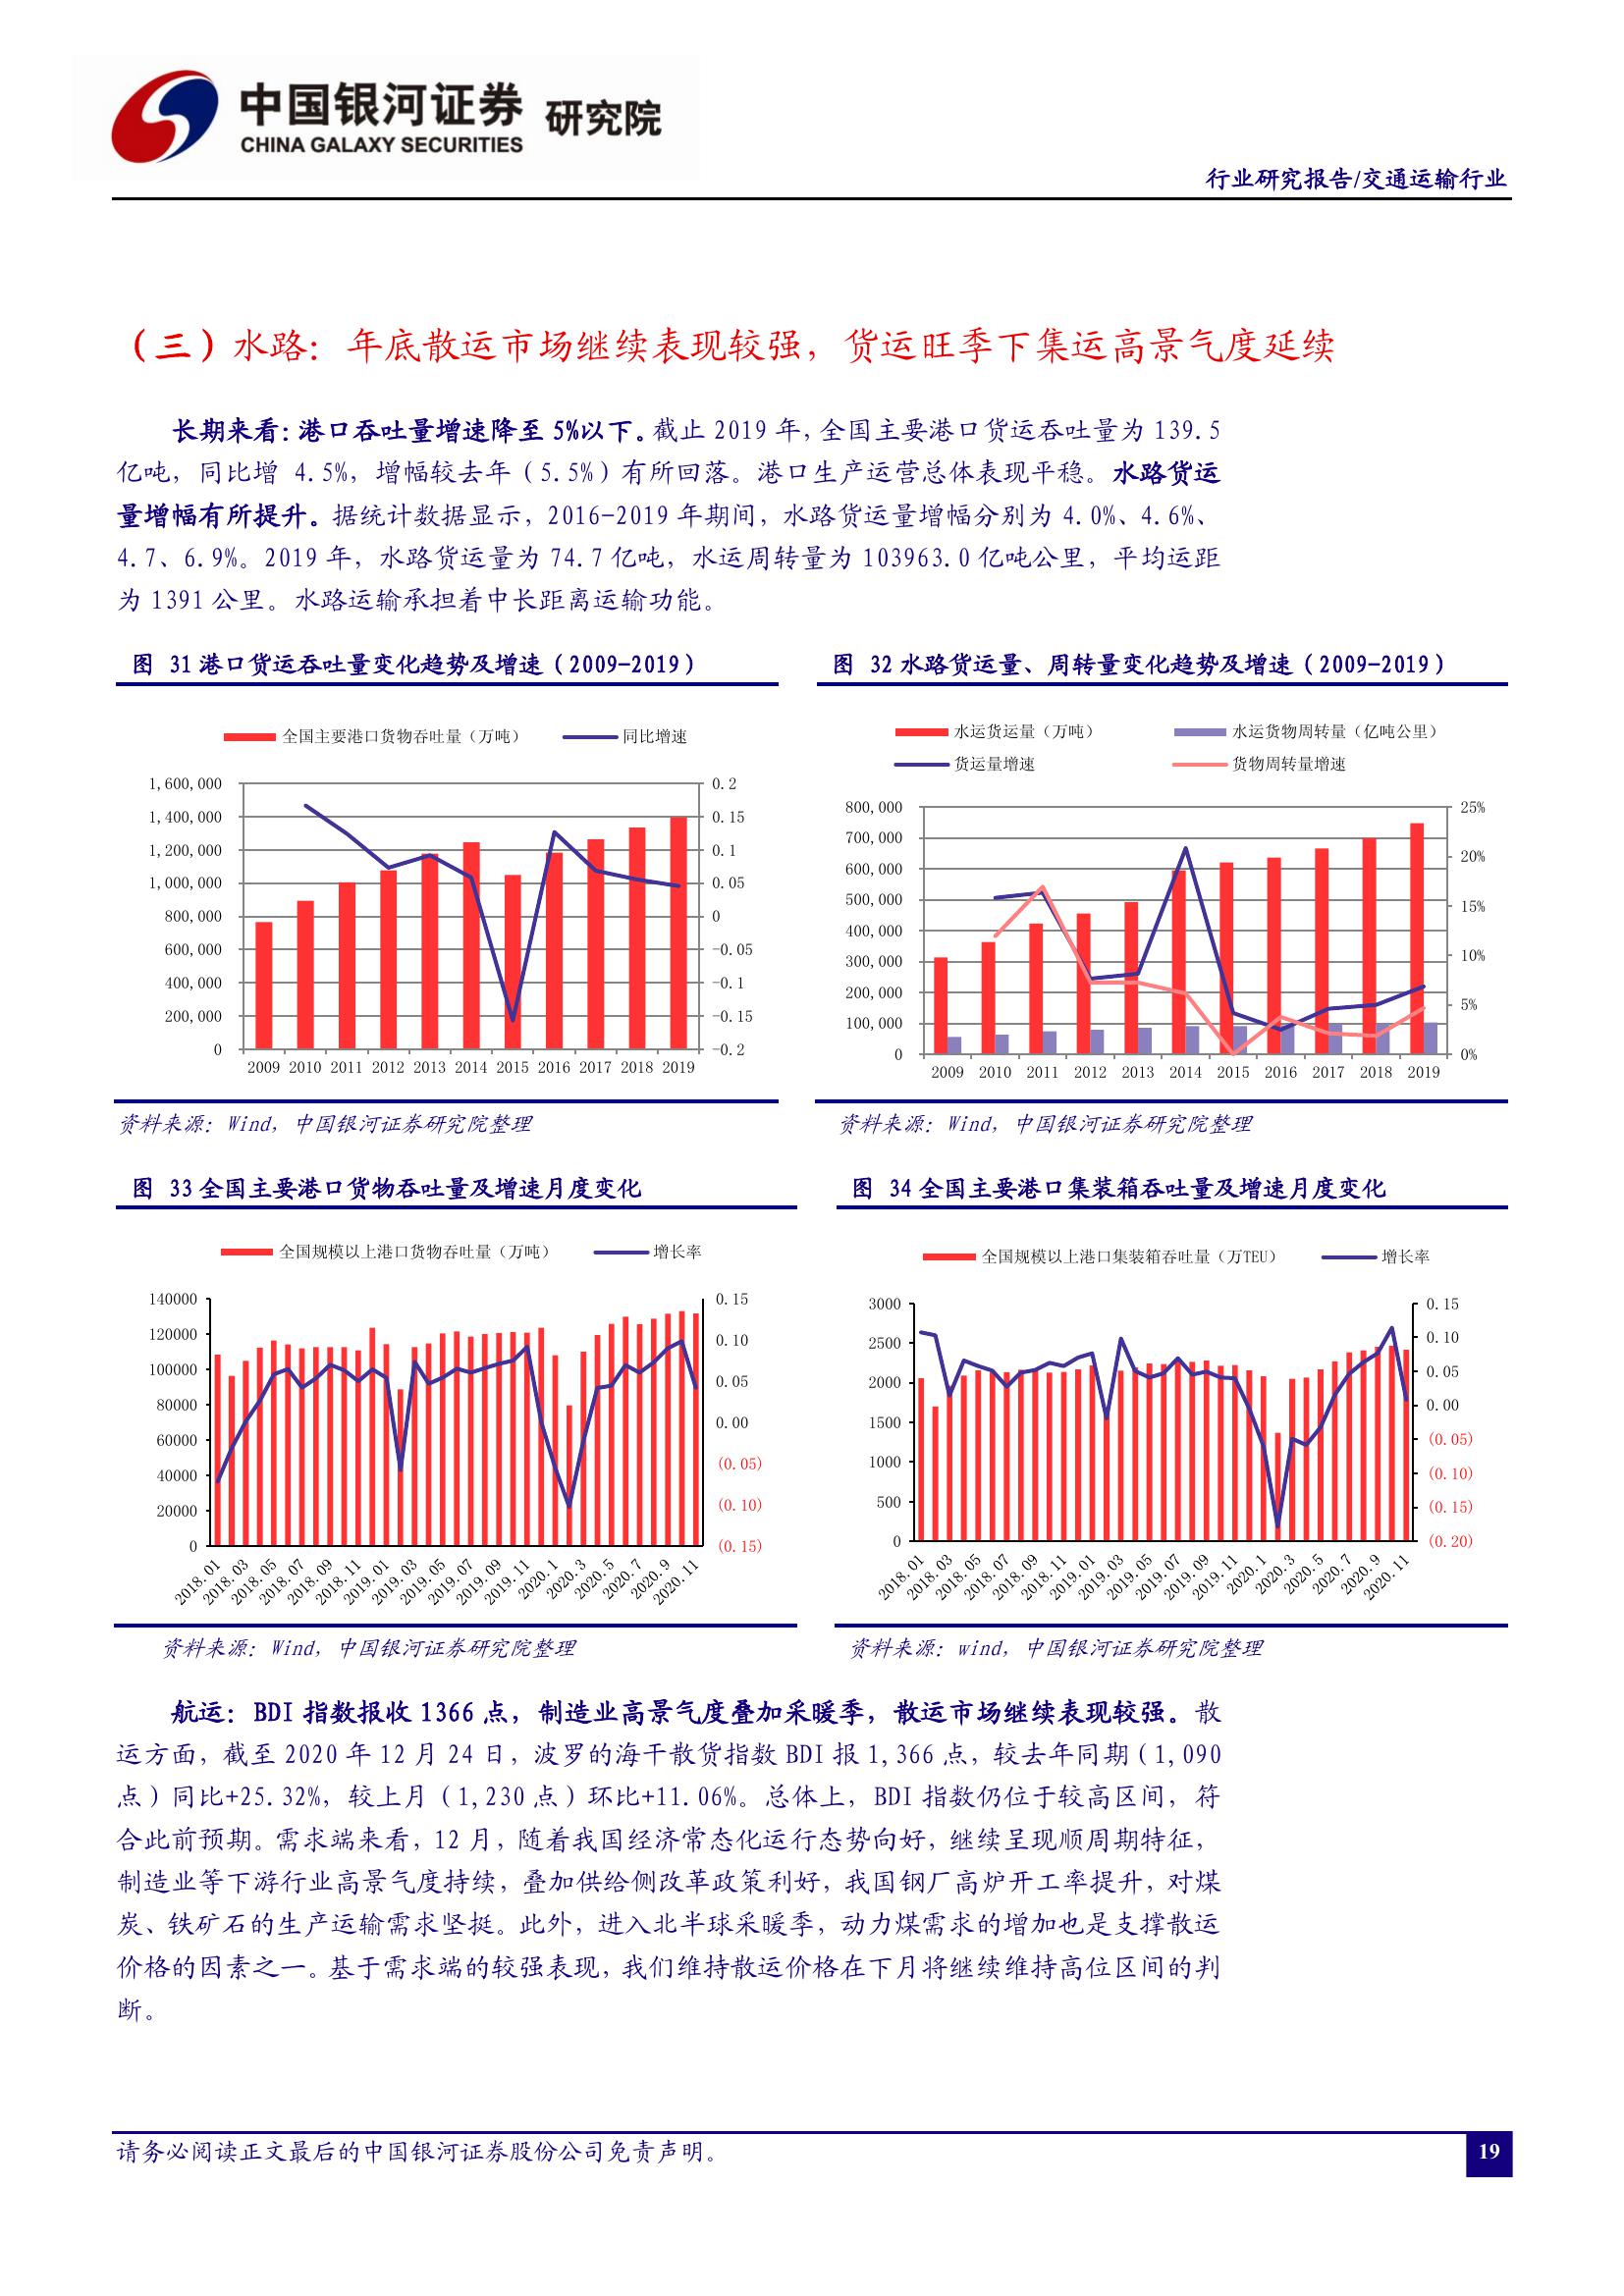 中国银河证券 研究院
CHINA GALAXY SECURITIES
行业研究报告/交通运输行业
（三）水路：年底散运市场继续表现较强，货运旺季下集运高景气度延续
长期来看：港口吞吐量增速降至 5%以下。截止 2019 年，全国主要港口货运吞吐量为 139.5
亿吨，同比增 4.5%，增幅较去年（5.5%）有所回落。港口生产运营总体表现平稳。水路货运
量增幅有所提升。据统计数据显示，2016-2019 年期间，水路货运量增幅分别为 4.0%、4.6%、
4.7、6.9%。2019 年，水路货运量为 74.7 亿吨，水运周转量为 103963.0 亿吨公里，平均运距
为 1391 公里。水路运输承担着中长距离运输功能。
图 31 港口货运吞吐量变化趋势及增速（2009-2019）
全国主要港口货物吞吐量（万吨） 同比增速
1,600,000 0.2
1,400,000 0.15
1,200,000 0.1
1,000,000 0.05
800,000 0
600,000 -0.05
400,000 -0.1
200,000 -0.15
0 -0.2
2009 2010 2011 2012 2013 2014 2015 2016 2017 2018 2019
资料来源：Wind，中国银河证券研究院整理
图 32 水路货运量、周转量变化趋势及增速（2009-2019）
水运货运量（万吨） 水运货物周转量（亿吨公里）
货运量增速 货物周转量增速
800,000 25%
700,000
600,000 20%
500,000 15%
400,000
300,000 10%
200,000
100,000 5%
0 0%
2009 2010 2011 2012 2013 2014 2015 2016 2017 2018 2019
资料来源：Wind，中国银河证券研究院整理
图 33 全国主要港口货物吞吐量及增速月度变化
全国规模以上港口货物吞吐量（万吨） 增长率
140000 0.15
120000 0.10
100000 0.05
80000 0.00
60000 (0.05)
40000 (0.10)
20000 (0.15)
0
2018.01 2018.03 2018.05 2018.07 2018.09 2018.11 2019.01 2019.03 2019.05 2019.07 2019.09 2019.11 2020.1 2020.3 2020.5 2020.7 2020.9 2020.11
资料来源：Wind，中国银河证券研究院整理
图 34 全国主要港口集装箱吞吐量及增速月度变化
全国规模以上港口集装箱吞吐量（万TEU） 增长率
3000 0.15
2500 0.10
2000 0.05
1500 0.00
1000 (0.05)
500 (0.10)
0 (0.15)
(0.20)
2018.01 2018.03 2018.05 2018.07 2018.09 2018.11 2019.01 2019.03 2019.05 2019.07 2019.09 2019.11 2020.1 2020.3 2020.5 2020.7 2020.9 2020.11
资料来源：wind，中国银河证券研究院整理
航运：BDI 指数报收 1366 点，制造业高景气度叠加采暖季，散运市场继续表现较强。散
运方面，截至 2020 年 12 月 24 日，波罗的海干散货指数 BDI 报 1,366 点，较去年同期（1,090
点）同比+25.32%，较上月（1,230 点）环比+11.06%。总体上，BDI 指数仍位于较高区间，符
合此前预期。需求端来看，12 月，随着我国经济常态化运行态势向好，继续呈现顺周期特征，
制造业等下游行业高景气度持续，叠加供给侧改革政策利好，我国钢厂高炉开工率提升，对煤
炭、铁矿石的生产运输需求坚挺。此外，进入北半球采暖季，动力煤需求的增加也是支撑散运
价格的因素之一。基于需求端的较强表现，我们维持散运价格在下月将继续维持高位区间的判
断。
请务必阅读正文最后的中国银河证券股份公司免责声明。
19